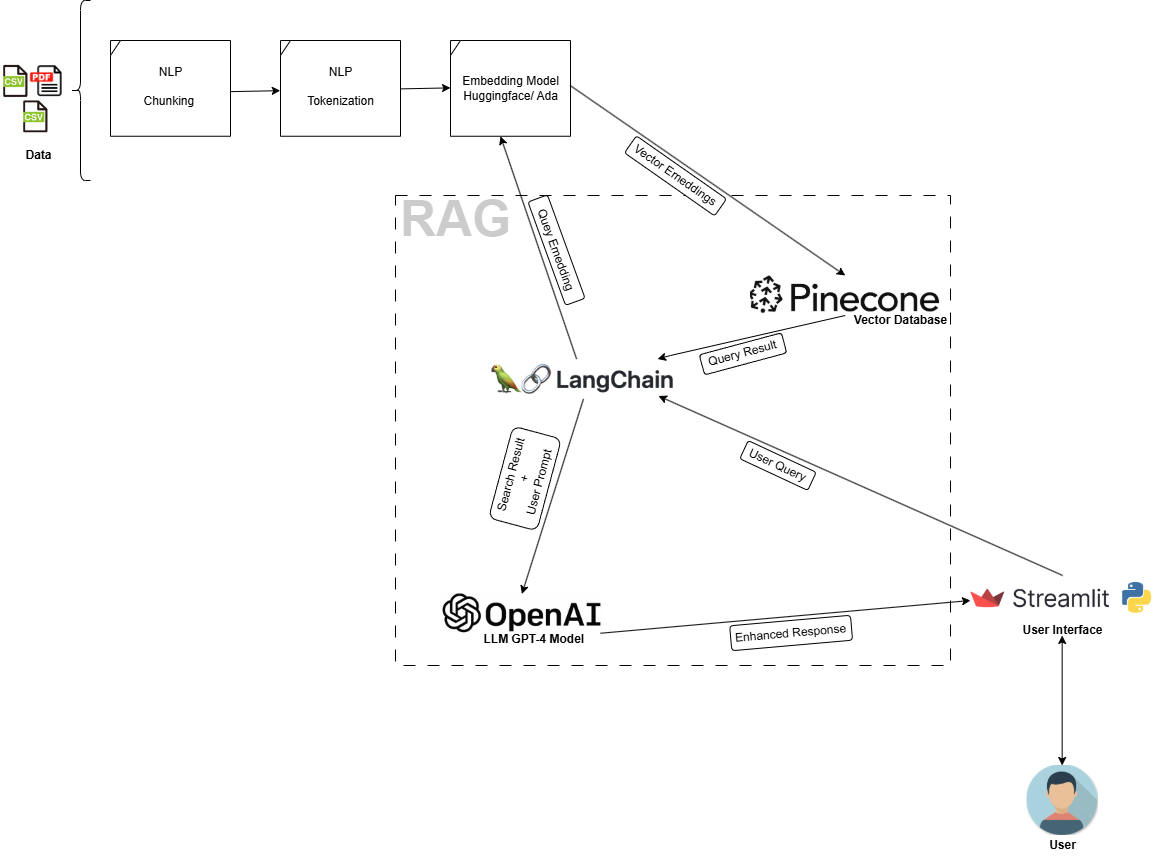 CSV
PDF
CSV
Data
NLP
Chunking
NLP
Tokenization
Embedding Model
Huggingface/ Ada
Vector Emeddings
RAG
Quey Emedding
Pinecone
Vector Database
Query Result
LangChain
Search Result
+
User Prompt
User Query
OpenAI
LLM GPT-4 Model
Enhanced Response
Streamlit
User Interface
User